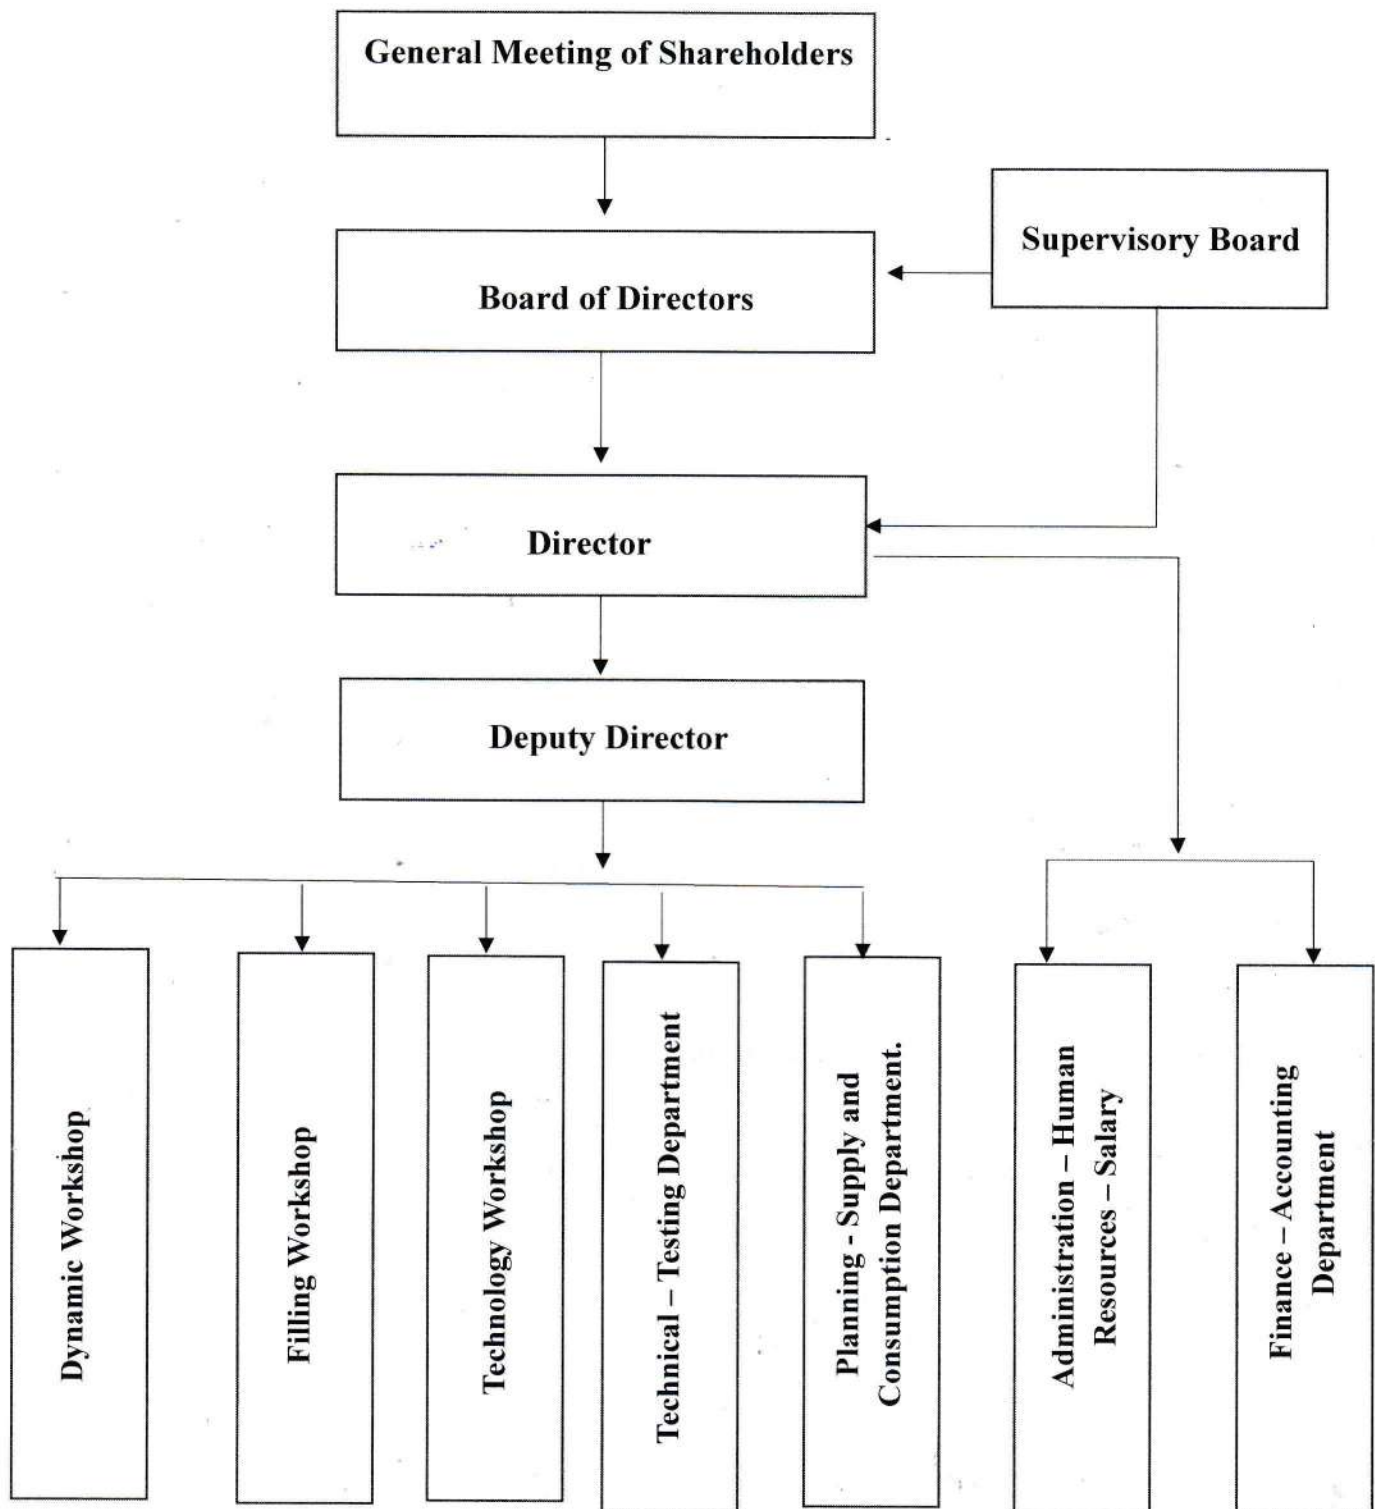 General Meeting of Shareholders
Supervisory Board
Board of Directors
Director
Deputy Director
Dynamic Workshop
Filling Workshop
Technology Workshop
Technical – Testing Department
Planning - Supply and
Consumption Department.
Administration – Human
Resources – Salary
Finance – Accounting
Department